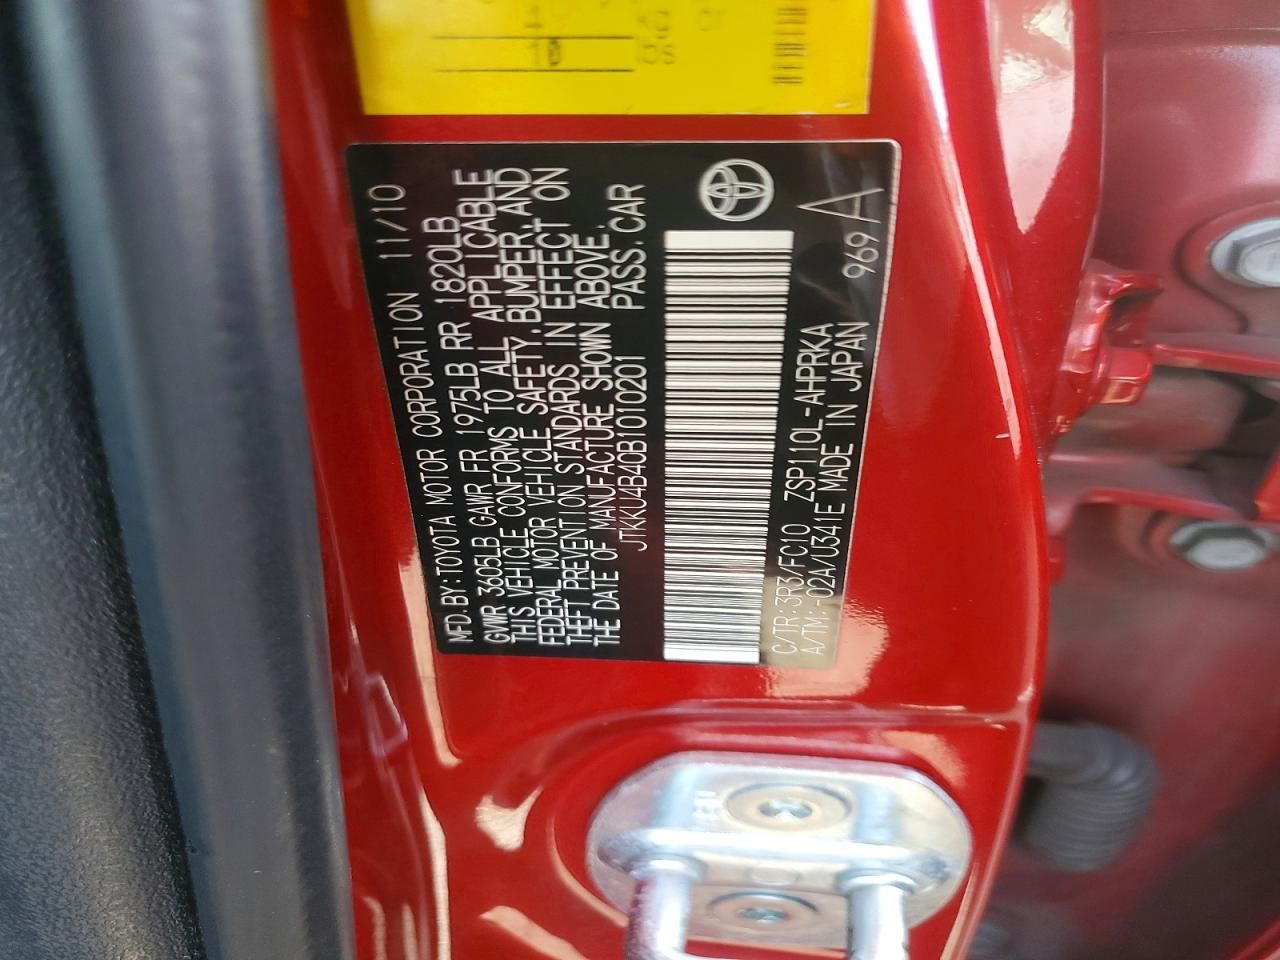 kg or
10 lbs
MFD.BY:TOYOTA MOTOR CORPORATION 11/10
GVWR 3605LB GAWR FR 1975LB RR 1820LB
THIS VEHICLE CONFORMS TO ALL APPLICABLE
FEDERAL MOTOR VEHICLE SAFETY,BUMPER,AND
THEFT PREVENTION STANDARDS IN EFFECT ON
THE DATE OF MANUFACTURE SHOWN ABOVE.
JTKKU4B40B1010201 PASS.CAR
C/TR:3R3/FC10 ZSP110L-AHPRKA
A/TM:-02A/U341E MADE IN JAPAN
969 A